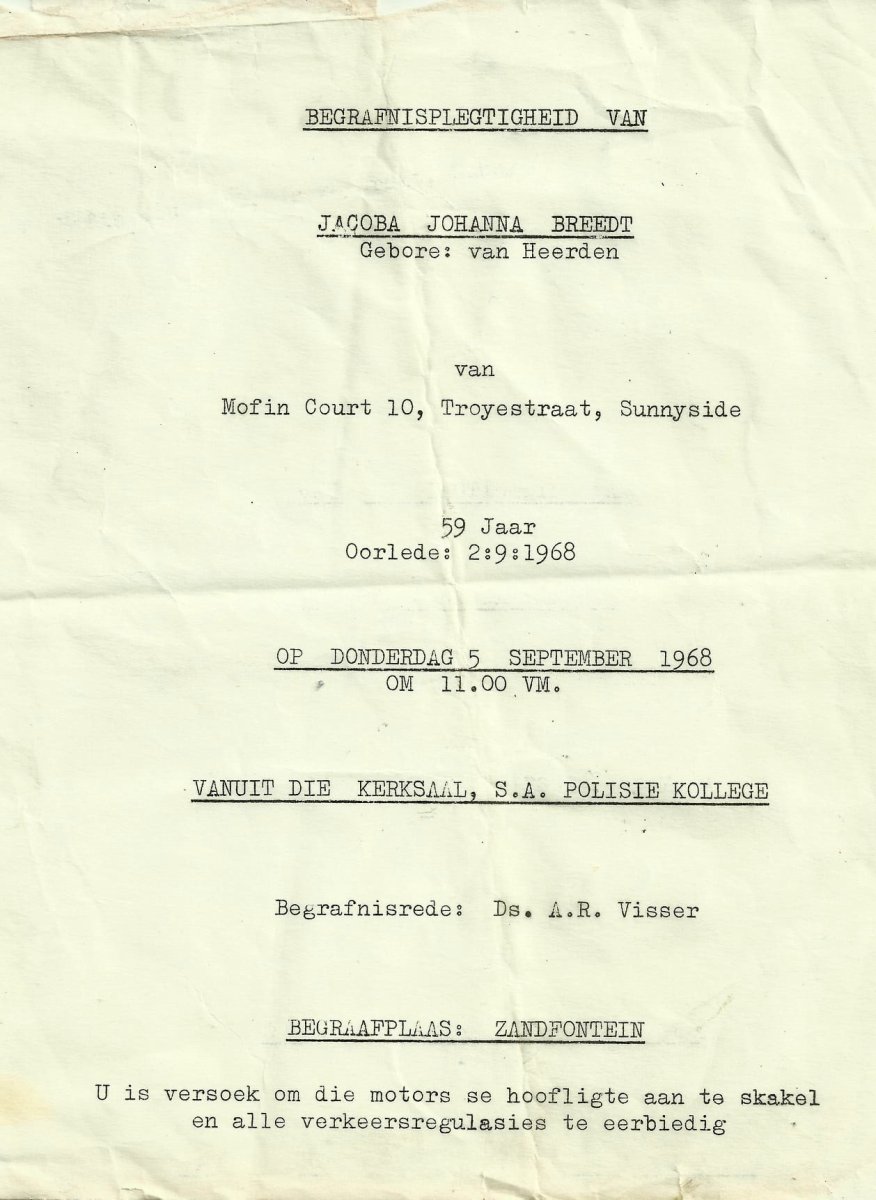 BEGRAFNISPLEGTIGHEID VAN
JACOBA JOHANNA BREEDT
Gebore: van Heerden
van
Mofin Court 10, Troyestraat, Sunnyside
59 Jaar
Oorlede: 2:9:1968
OP DONDERDAG 5 SEPTEMBER 1968
OM 11.00 VM.
VANUIT DIE KERKSAAL, S.A. POLISIE KOLLEGE
Begrafnisrede: Ds. A.R. Visser
BEGRAAFPLAAS: ZANDFONTEIN
U is versoek om die motors se hoofligte aan te skakel
en alle verkeersregulasies te eerbiedig